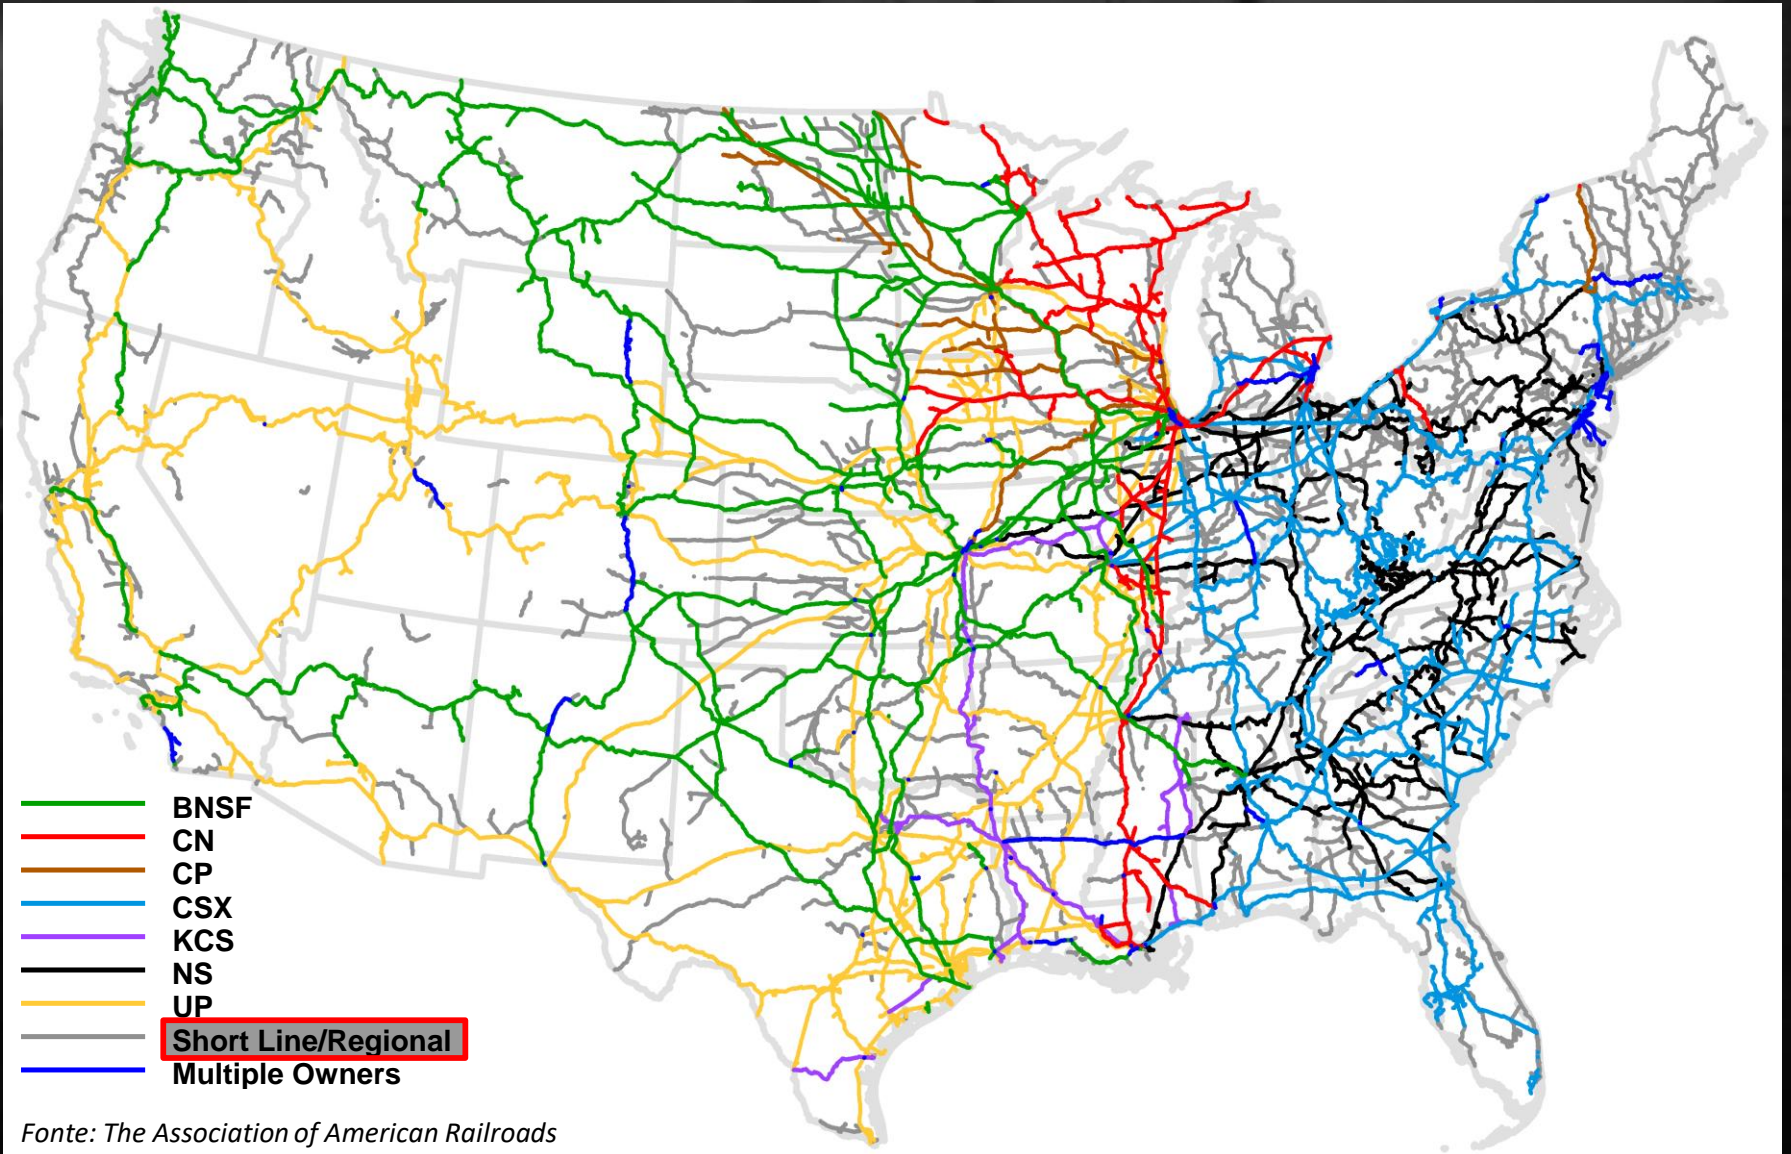 BNSF
CN
CP
CSX
KCS
NS
UP
Short Line/Regional
Multiple Owners
Fonte: The Association of American Railroads